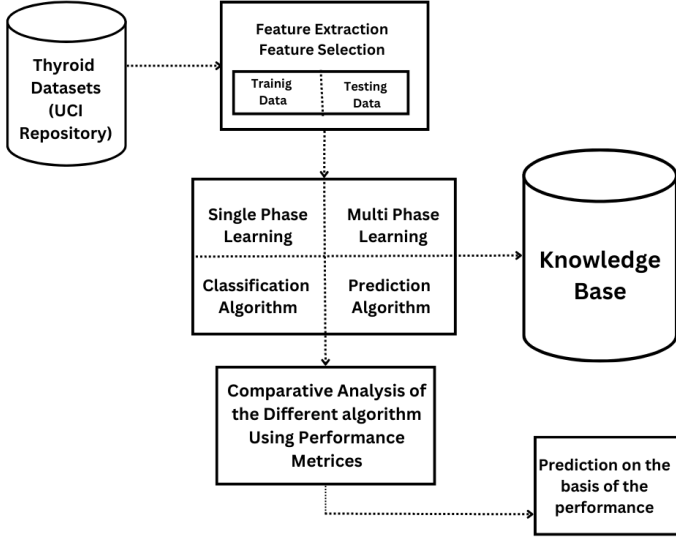 Thyroid
Datasets
(UCI
Repository)
Feature Extraction
Feature Selection
Trainig
Data
Testing
Data
Single Phase
Learning
Multi Phase
Learning
Classification
Algorithm
Prediction
Algorithm
Knowledge
Base
Comparative Analysis of
the Different algorithm
Using Performance
Metrices
Prediction on the
basis of the
performance